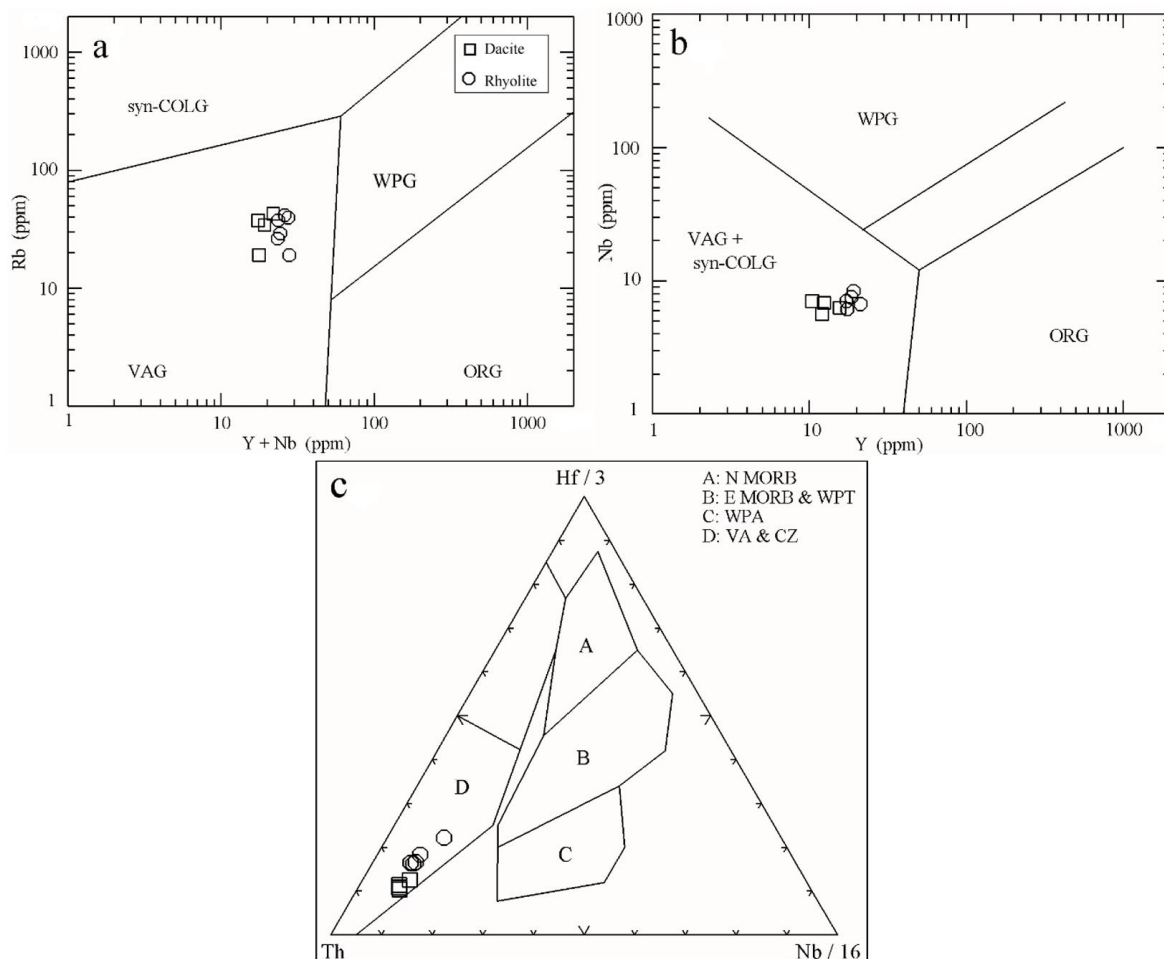 a
Dacite
Rhyolite
syn-COLG
WPG
VAG
ORG
1000
100
10
1
Rb (ppm)
1 10 100 1000
Y + Nb (ppm)
b
WPG
VAG +
syn-COLG
ORG
1000
100
10
1
Nb (ppm)
1 10 100 1000
Y (ppm)
c
Hf / 3
A: N MORB
B: E MORB & WPT
C: WPA
D: VA & CZ
A
B
D
C
Th
Nb / 16